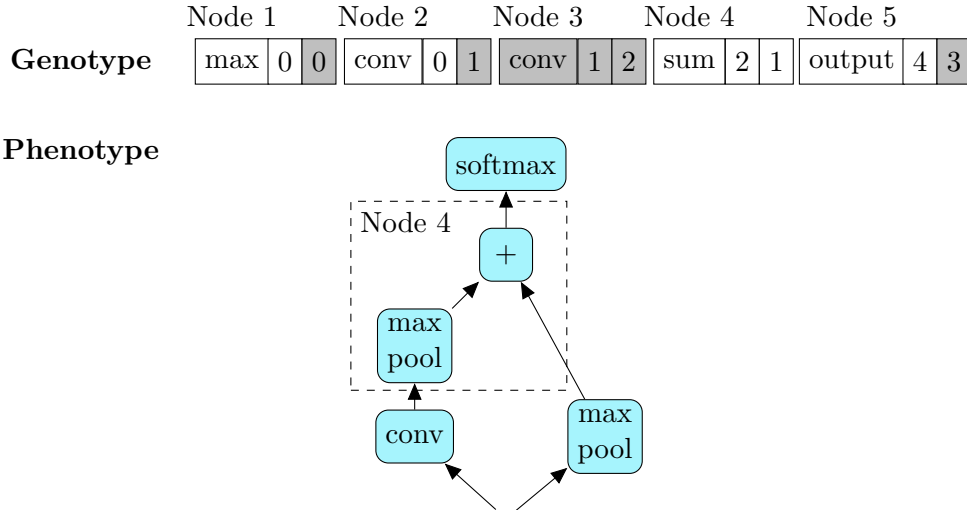 Node 1 Node 2 Node 3 Node 4 Node 5
Genotype max 0 0 conv 0 1 conv 1 2 sum 2 1 output 4 3
Phenotype
softmax
Node 4
+
max
pool
conv
max
pool